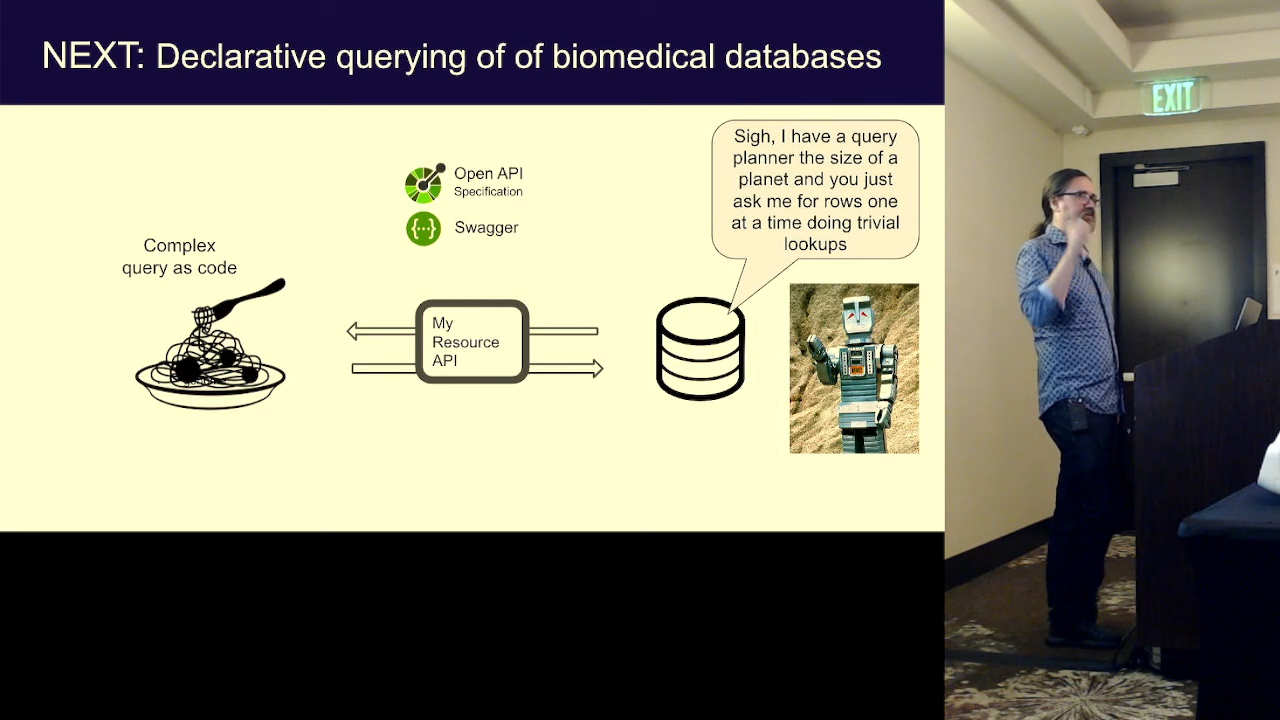 NEXT: Declarative querying of of biomedical databases
Sigh, I have a query
planner the size of a
planet and you just
ask me for rows one
at a time doing trivial
lookups
Open API
Specification
{···} Swagger
Complex
query as code
My
Resource
API
EXIT